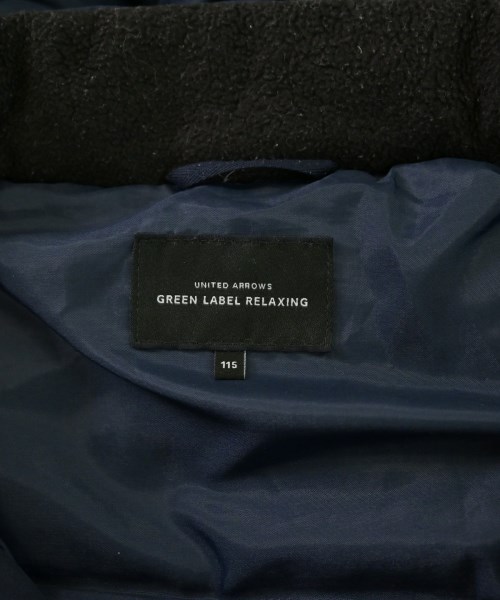 UNITED ARROWS
GREEN LABEL RELAXING
115